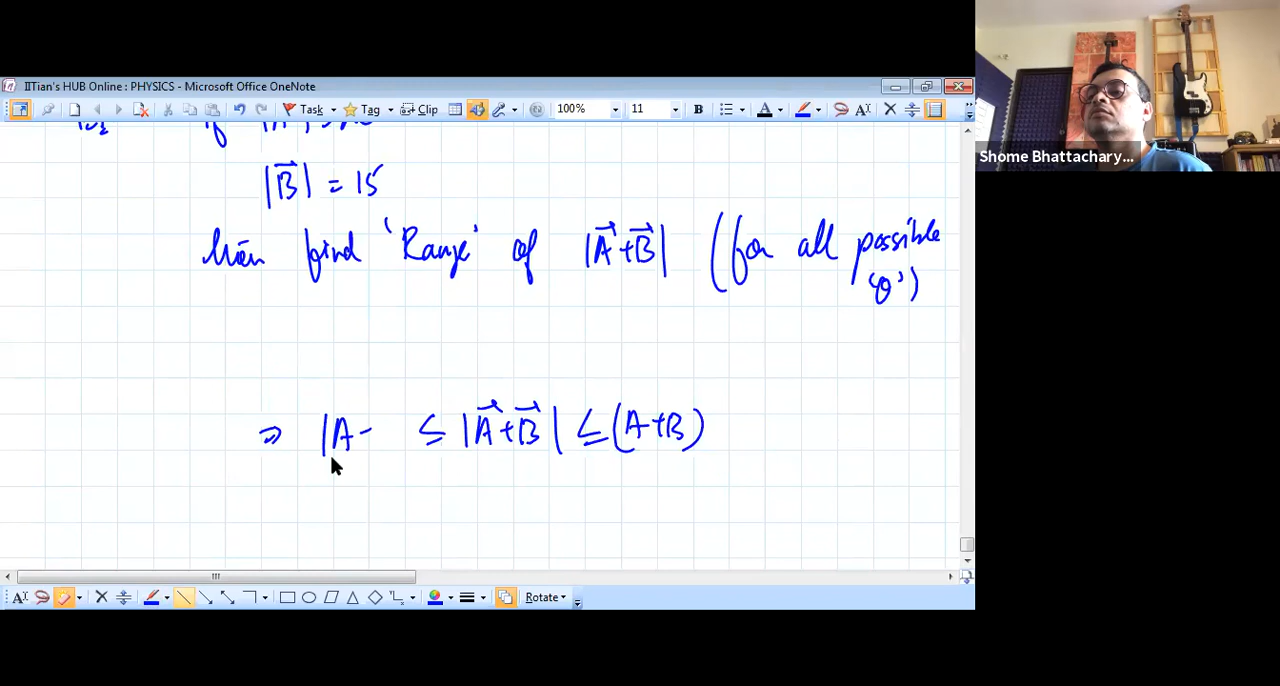 IITian's HUB Online : PHYSICS - Microsoft Office OneNote
Task Tag Clip 100% 11 B
if
|B⃗| = 15
then find 'Range' of |A⃗+B⃗| (for all possible
'θ')
Shome Bhattachary...
⇒ |A- ≤ |A⃗+B⃗| ≤ (A+B)
Rotate